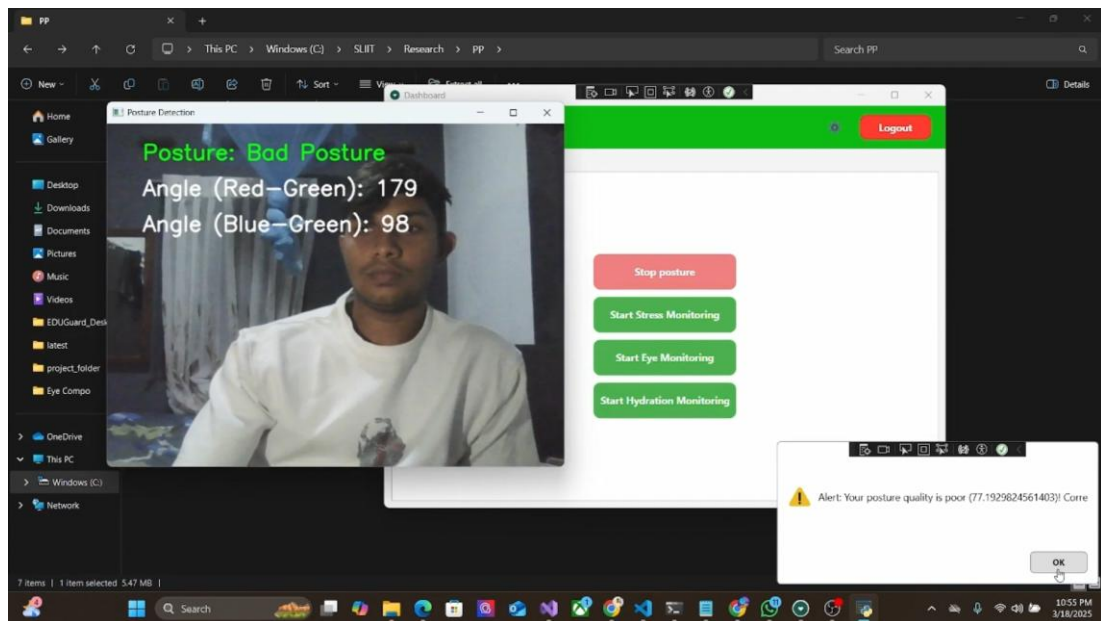 PP
This PC > Windows (C:) > SLIIT > Research > PP >
Search PP
New
Sort
Details
Home
Gallery
Desktop
Downloads
Documents
Pictures
Music
Videos
EDUGuard_Desk
latest
project_folder
Eye Compo
OneDrive
This PC
Windows (C:)
Network
7 items | 1 item selected 5.47 MB |
Posture Detection
Posture: Bad Posture
Angle (Red-Green): 179
Angle (Blue-Green): 98
Dashboard
Logout
Stop posture
Start Stress Monitoring
Start Eye Monitoring
Start Hydration Monitoring
Alert: Your posture quality is poor (77.1929824561403)! Corre
OK
Search
10:55 PM
3/18/2025